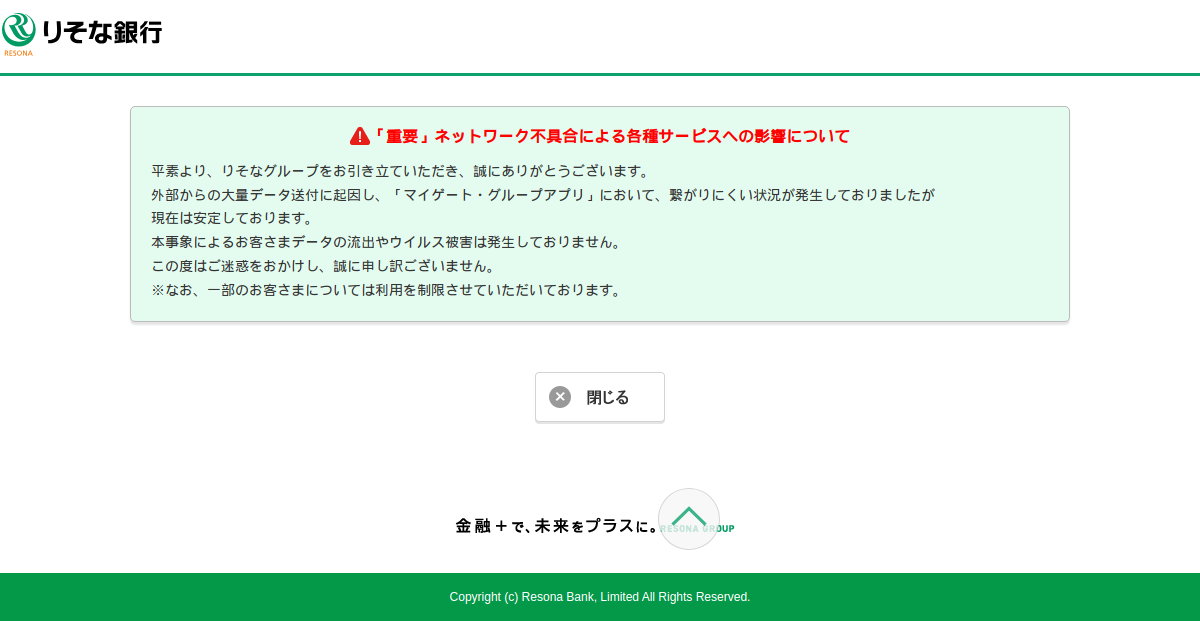 りそな銀行
RESONA
「重要」ネットワーク不具合による各種サービスへの影響について
平素より、りそなグループをお引き立ていただき、誠にありがとうございます。
外部からの大量データ送付に起因し、「マイゲート・グループアプリ」において、繋がりにくい状況が発生しておりましたが
現在は安定しております。
本事象によるお客さまデータの流出やウイルス被害は発生しておりません。
この度はご迷惑をおかけし、誠に申し訳ございません。
※なお、一部のお客さまについては利用を制限させていただいております。
閉じる
金融+で、未来をプラスに。 RESONA GROUP
Copyright (c) Resona Bank, Limited All Rights Reserved.